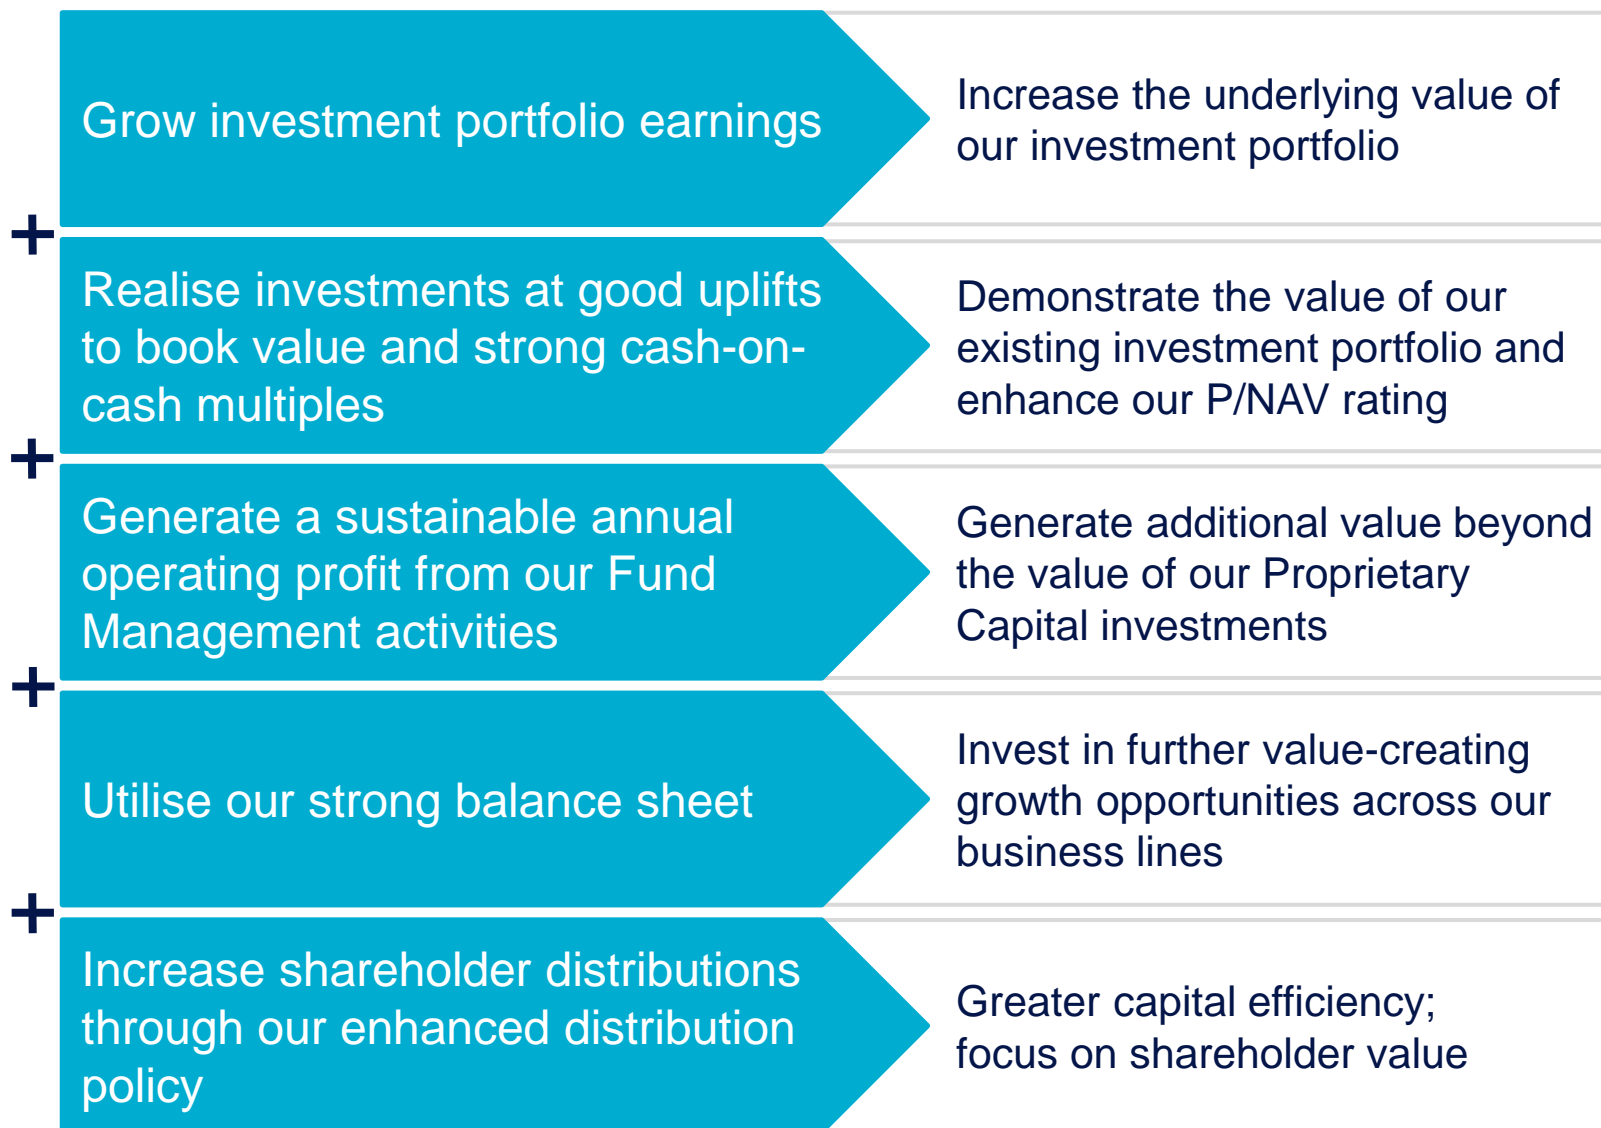 Grow investment portfolio earnings
Increase the underlying value of
our investment portfolio
+
Realise investments at good uplifts
to book value and strong cash-on-
cash multiples
Demonstrate the value of our
existing investment portfolio and
enhance our P/NAV rating
+
Generate a sustainable annual
operating profit from our Fund
Management activities
Generate additional value beyond
the value of our Proprietary
Capital investments
+
Utilise our strong balance sheet
Invest in further value-creating
growth opportunities across our
business lines
+
Increase shareholder distributions
through our enhanced distribution
policy
Greater capital efficiency;
focus on shareholder value